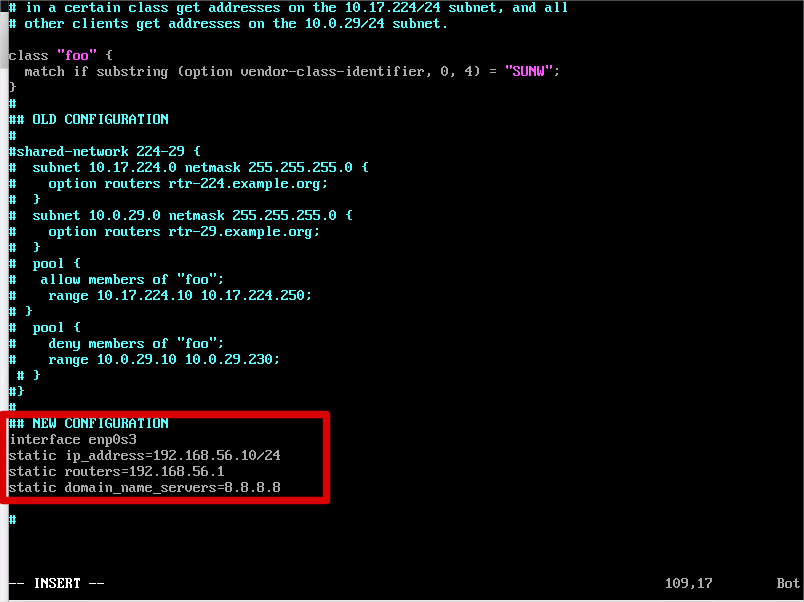 # in a certain class get addresses on the 10.17.224/24 subnet, and all
# other clients get addresses on the 10.0.29/24 subnet.
class "foo" {
match if substring (option vendor-class-identifier, 0, 4) = "SUNW";
}
#
## OLD CONFIGURATION
#
#shared-network 224-29 {
#  subnet 10.17.224.0 netmask 255.255.255.0 {
#    option routers rtr-224.example.org;
#  }
#  subnet 10.0.29.0 netmask 255.255.255.0 {
#    option routers rtr-29.example.org;
#  }
#  pool {
#   allow members of "foo";
#    range 10.17.224.10 10.17.224.250;
# }
#  pool {
#    deny members of "foo";
#    range 10.0.29.10 10.0.29.230;
# }
#}
#
## NEW CONFIGURATION
interface enp0s3
static ip_address=192.168.56.10/24
static routers=192.168.56.1
static domain_name_servers=8.8.8.8
#
-- INSERT -- 109,17 Bot